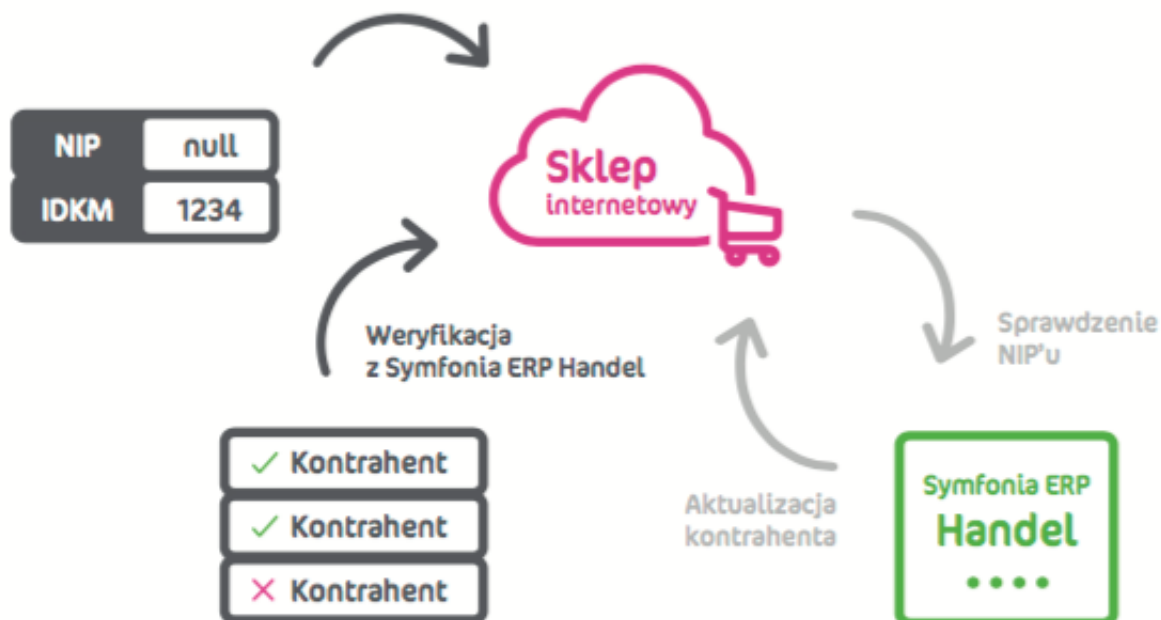 NIP null
IDKM 1234
Sklep
internetowy
Weryfikacja
z Symfonia ERP Handel
Sprawdzenie
NIP'u
Kontrahent
Kontrahent
Kontrahent
Aktualizacja
kontrahenta
Symfonia ERP
Handel